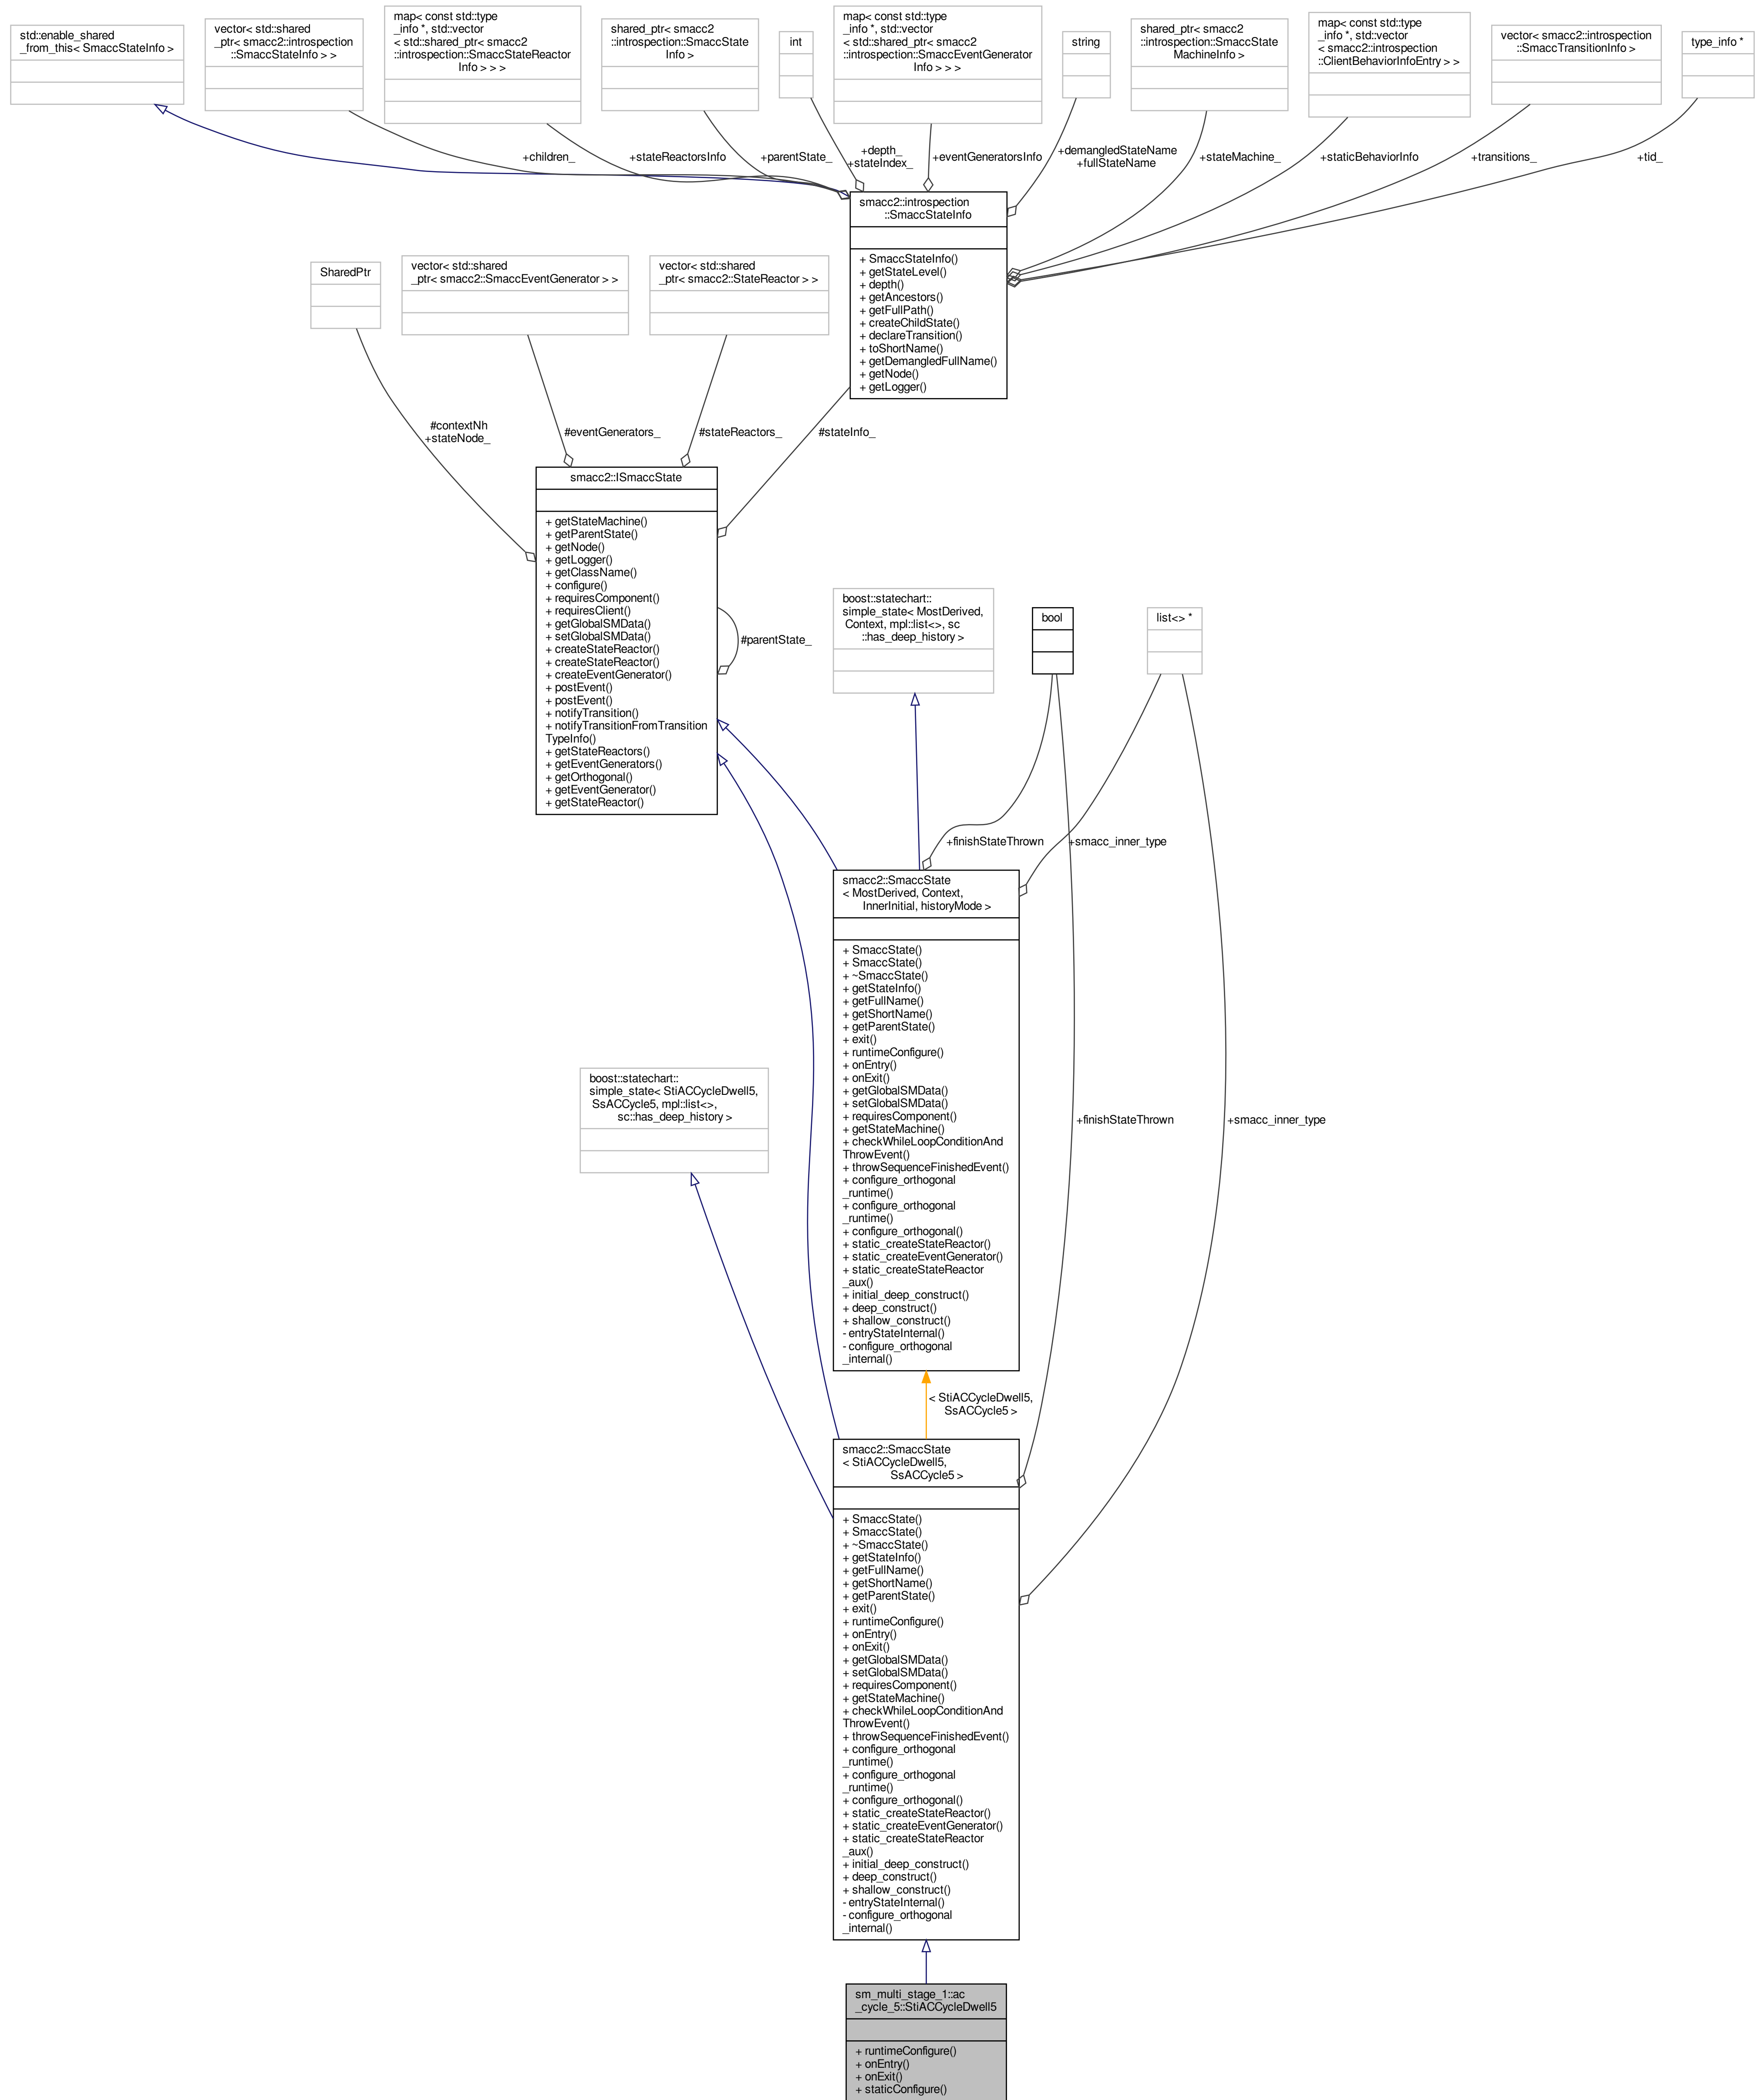 std::enable_shared
_from_this< SmaccStateInfo >
vector< std::shared
_ptr< smacc2::introspection
::SmaccStateInfo > >
map< const std::type
_info *, std::vector
< std::shared_ptr< smacc2
::introspection::SmaccStateReactor
Info > > >
shared_ptr< smacc2
::introspection::SmaccState
Info >
int
map< const std::type
_info *, std::vector
< std::shared_ptr< smacc2
::introspection::SmaccEventGenerator
Info > > >
string
shared_ptr< smacc2
::introspection::SmaccState
MachineInfo >
map< const std::type
_info *, std::vector
< smacc2::introspection
::ClientBehaviorInfoEntry > >
vector< smacc2::introspection
::SmaccTransitionInfo >
type_info *
+children_
+stateReactorsInfo
+parentState_
+depth_
+stateIndex_
+eventGeneratorsInfo
+demangledStateName
+fullStateName
+stateMachine_
+staticBehaviorInfo
+transitions_
+tid_
smacc2::introspection
::SmaccStateInfo
+ SmaccStateInfo()
+ getStateLevel()
+ depth()
+ getAncestors()
+ getFullPath()
+ createChildState()
+ declareTransition()
+ toShortName()
+ getDemangledFullName()
+ getNode()
+ getLogger()
SharedPtr
vector< std::shared
_ptr< smacc2::SmaccEventGenerator > >
vector< std::shared
_ptr< smacc2::StateReactor > >
#contextNh
+stateNode_
#eventGenerators_
#stateReactors_
#stateInfo_
smacc2::ISmaccState
+ getStateMachine()
+ getParentState()
+ getNode()
+ getLogger()
+ getClassName()
+ configure()
+ requiresComponent()
+ requiresClient()
+ getGlobalSMData()
+ setGlobalSMData()
+ createStateReactor()
+ createStateReactor()
+ createEventGenerator()
+ postEvent()
+ postEvent()
+ notifyTransition()
+ notifyTransitionFromTransition
TypeInfo()
+ getStateReactors()
+ getEventGenerators()
+ getOrthogonal()
+ getEventGenerator()
+ getStateReactor()
#parentState_
boost::statechart::
simple_state< MostDerived,
Context, mpl::list<>, sc
::has_deep_history >
bool
list<> *
+finishStateThrown
+smacc_inner_type
smacc2::SmaccState
< MostDerived, Context,
InnerInitial, historyMode >
+ SmaccState()
+ SmaccState()
+ ~SmaccState()
+ getStateInfo()
+ getFullName()
+ getShortName()
+ getParentState()
+ exit()
+ runtimeConfigure()
+ onEntry()
+ onExit()
+ getGlobalSMData()
+ setGlobalSMData()
+ requiresComponent()
+ getStateMachine()
+ checkWhileLoopConditionAnd
ThrowEvent()
+ throwSequenceFinishedEvent()
+ configure_orthogonal
_runtime()
+ configure_orthogonal
_runtime()
+ configure_orthogonal()
+ static_createStateReactor()
+ static_createEventGenerator()
+ static_createStateReactor
_aux()
+ initial_deep_construct()
+ deep_construct()
+ shallow_construct()
- entryStateInternal()
- configure_orthogonal
_internal()
boost::statechart::
simple_state< StiACCycleDwell5,
SsACCycle5, mpl::list<>,
sc::has_deep_history >
+finishStateThrown
+smacc_inner_type
< StiACCycleDwell5,
SsACCycle5 >
smacc2::SmaccState
< StiACCycleDwell5,
SsACCycle5 >
+ SmaccState()
+ SmaccState()
+ ~SmaccState()
+ getStateInfo()
+ getFullName()
+ getShortName()
+ getParentState()
+ exit()
+ runtimeConfigure()
+ onEntry()
+ onExit()
+ getGlobalSMData()
+ setGlobalSMData()
+ requiresComponent()
+ getStateMachine()
+ checkWhileLoopConditionAnd
ThrowEvent()
+ throwSequenceFinishedEvent()
+ configure_orthogonal
_runtime()
+ configure_orthogonal
_runtime()
+ configure_orthogonal()
+ static_createStateReactor()
+ static_createEventGenerator()
+ static_createStateReactor
_aux()
+ initial_deep_construct()
+ deep_construct()
+ shallow_construct()
- entryStateInternal()
- configure_orthogonal
_internal()
sm_multi_stage_1::ac
_cycle_5::StiACCycleDwell5
+ runtimeConfigure()
+ onEntry()
+ onExit()
+ staticConfigure()